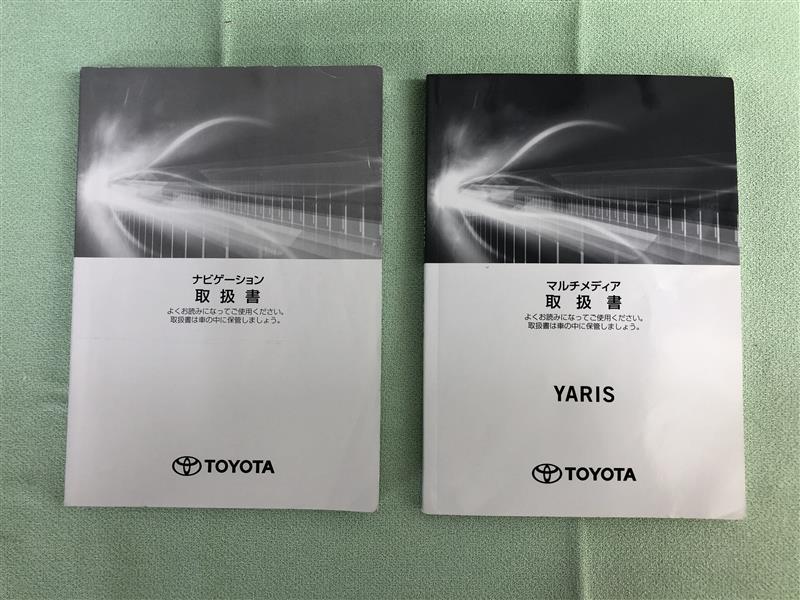 ナビゲーション
取扱書
よくお読みになってご使用ください。
取扱書は車の中に保管しましょう。
TOYOTA
マルチメディア
取扱書
よくお読みになってご使用ください。
取扱書は車の中に保管しましょう。
YARIS
TOYOTA